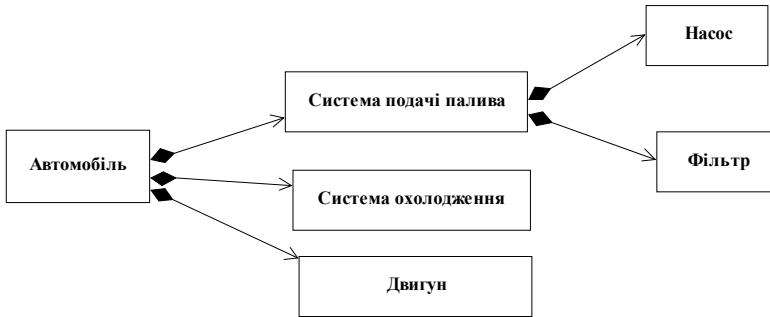 Насос
Система подачі палива
Автомобіль
Фільтр
Система охолодження
Двигун